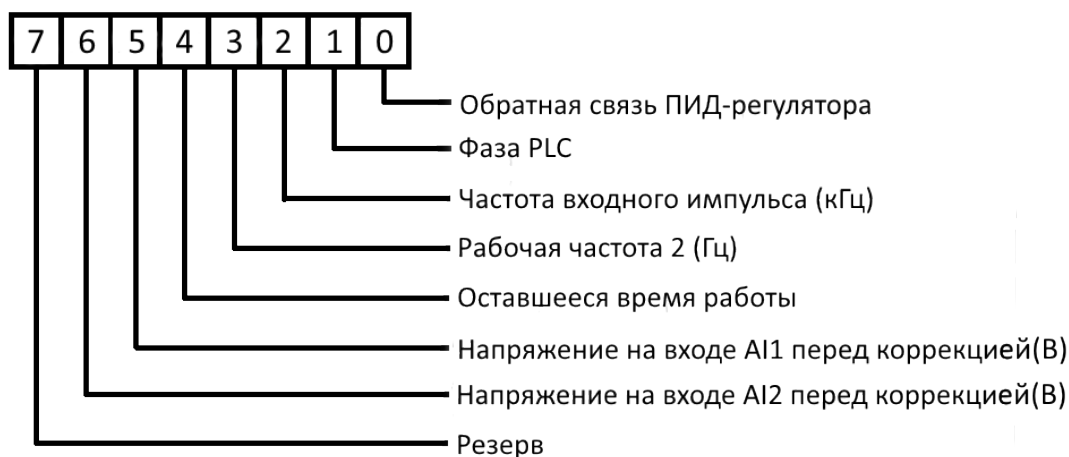 7 6 5 4 3 2 1 0
Обратная связь ПИД-регулятора
Фаза PLC
Частота входного импульса (кГц)
Рабочая частота 2 (Гц)
Оставшееся время работы
Напряжение на входе AI1 перед коррекцией(В)
Напряжение на входе AI2 перед коррекцией(В)
Резерв